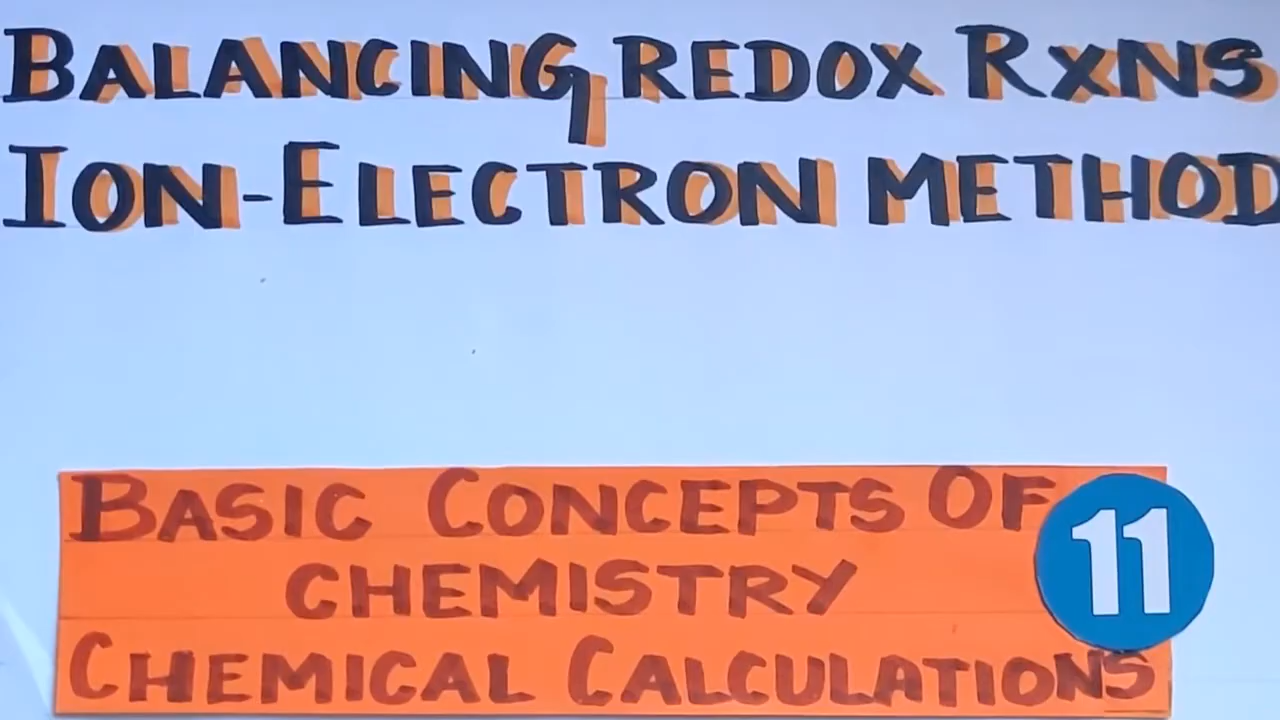 BALANCING REDOX RXNS
ION-ELECTRON METHOD
BASIC CONCEPTS OF
CHEMISTRY
11
CHEMICAL CALCULATIONS